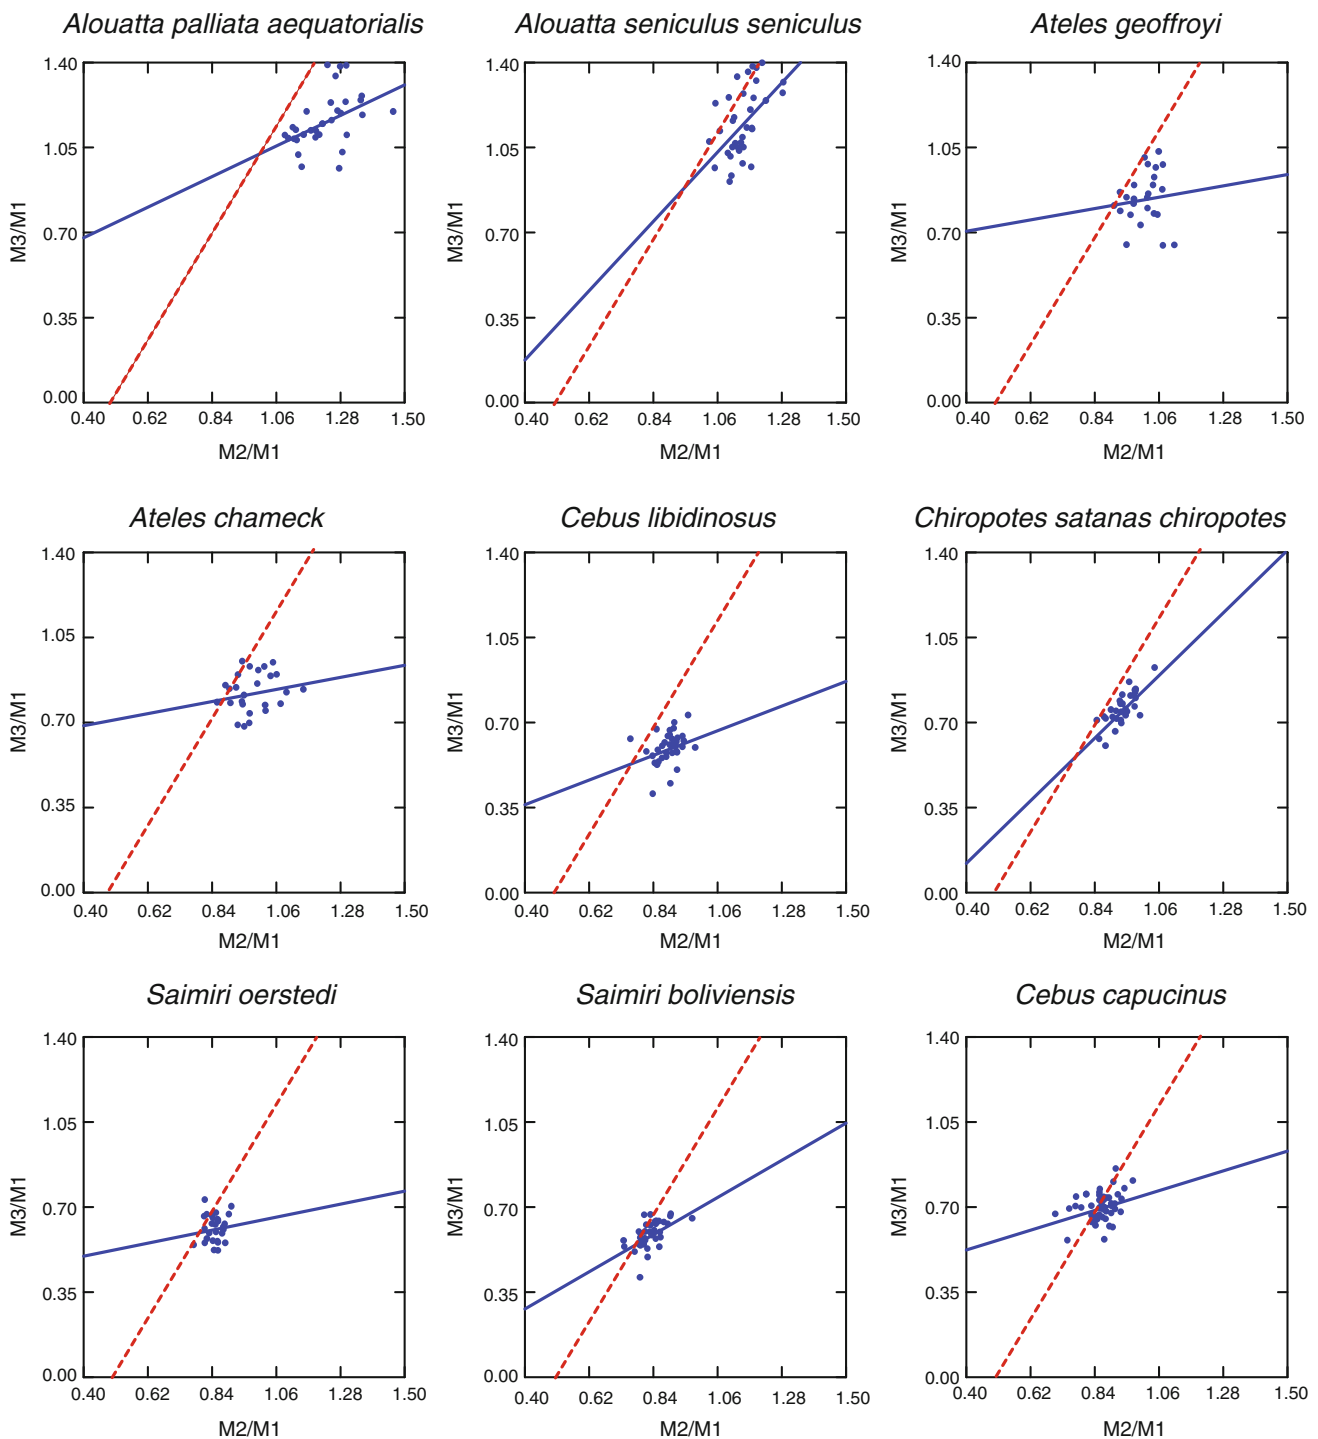 Alouatta palliata aequatorialis Alouatta seniculus seniculus Ateles geoffroyi
1.40 1.40 1.40
1.05 1.05 1.05
M3/M1 M3/M1 M3/M1
0.70 0.70 0.70
0.35 0.35 0.35
0.00 0.00 0.00
0.40 0.62 0.84 1.06 1.28 1.50 0.40 0.62 0.84 1.06 1.28 1.50 0.40 0.62 0.84 1.06 1.28 1.50
M2/M1 M2/M1 M2/M1
Ateles chameck Cebus libidinosus Chiropotes satanas chiropotes
1.40 1.40 1.40
1.05 1.05 1.05
M3/M1 M3/M1 M3/M1
0.70 0.70 0.70
0.35 0.35 0.35
0.00 0.00 0.00
0.40 0.62 0.84 1.06 1.28 1.50 0.40 0.62 0.84 1.06 1.28 1.50 0.40 0.62 0.84 1.06 1.28 1.50
M2/M1 M2/M1 M2/M1
Saimiri oerstedi Saimiri boliviensis Cebus capucinus
1.40 1.40 1.40
1.05 1.05 1.05
M3/M1 M3/M1 M3/M1
0.70 0.70 0.70
0.35 0.35 0.35
0.00 0.00 0.00
0.40 0.62 0.84 1.06 1.28 1.50 0.40 0.62 0.84 1.06 1.28 1.50 0.40 0.62 0.84 1.06 1.28 1.50
M2/M1 M2/M1 M2/M1